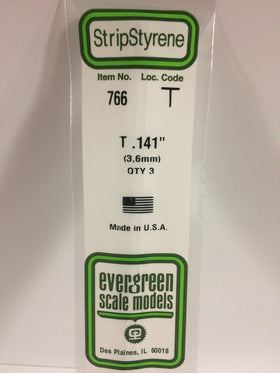 StripStyrene
Item No. Loc. Code
766 T
T .141"
(3,6mm)
QTY 3
Made in U.S.A.
evergreen
scale models
Des Plaines, IL 60018